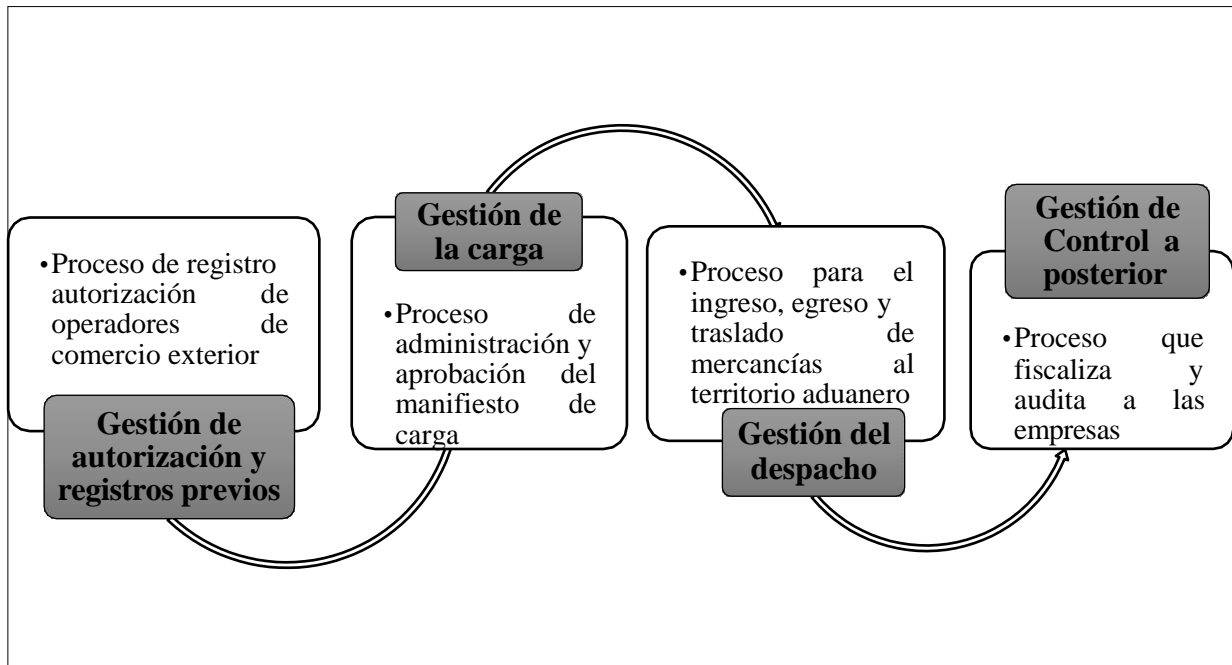 •Proceso de registro
autorización de
operadores de
comercio exterior
Gestión de
autorización y
registros previos
Gestión de
la carga
•Proceso de
administración y
aprobación del
manifiesto de
carga
•Proceso para el
ingreso, egreso y
traslado de
mercancías al
territorio aduanero
Gestión del
despacho
Gestión de
Control a
posterior
•Proceso que
fiscaliza y
audita a las
empresas